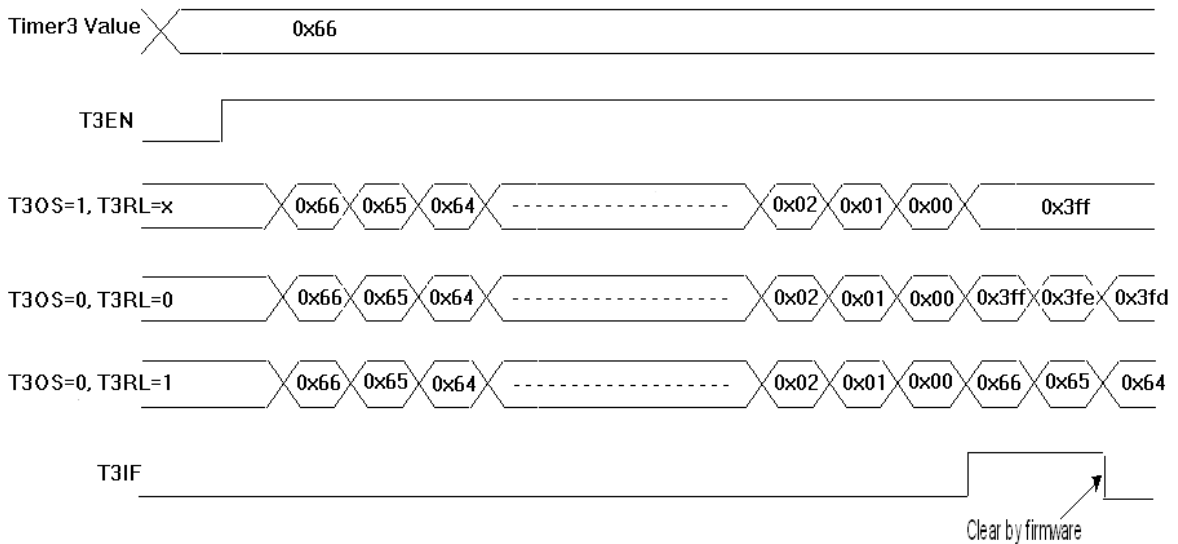 Timer3 Value 0x66
T3EN
T3OS=1, T3RL=x 0x66 0x65 0x64 0x02 0x01 0x00 0x3ff
T3OS=0, T3RL=0 0x66 0x65 0x64 0x02 0x01 0x00 0x3ff 0x3fe 0x3fd
T3OS=0, T3RL=1 0x66 0x65 0x64 0x02 0x01 0x00 0x66 0x65 0x64
T3IF
Clear by firmware